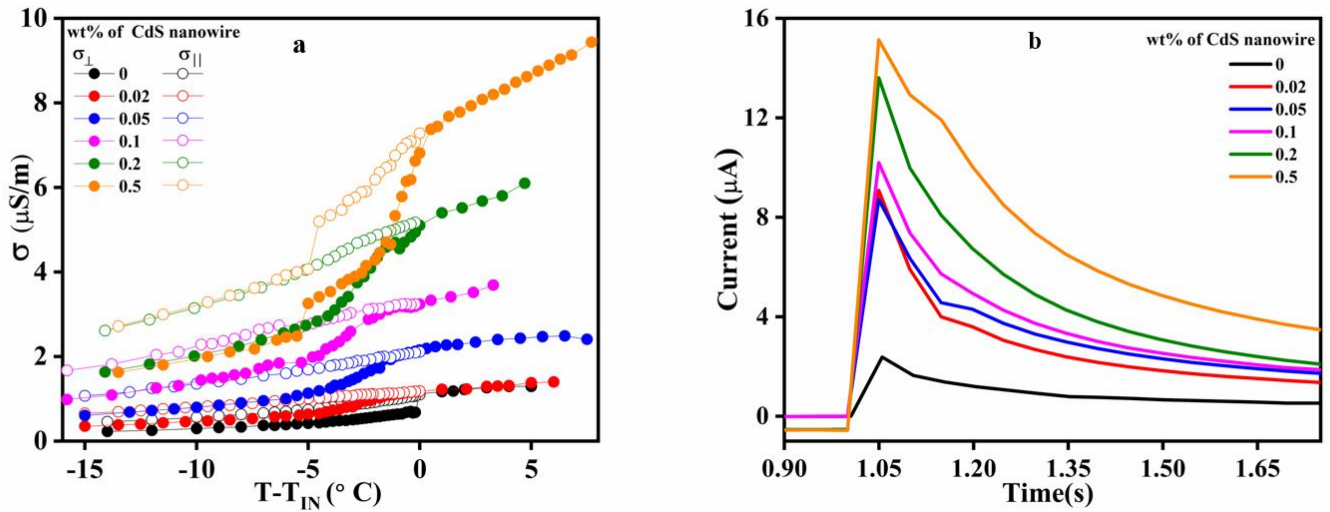 a
wt% of CdS nanowire
σ⊥ σ||
0
0.02
0.05
0.1
0.2
0.5
σ (μS/m)
10
8
6
4
2
0
-15 -10 -5 0 5
T-TIN (° C)
b
wt% of CdS nanowire
0
0.02
0.05
0.1
0.2
0.5
Current (μA)
16
12
8
4
0
0.90 1.05 1.20 1.35 1.50 1.65
Time(s)